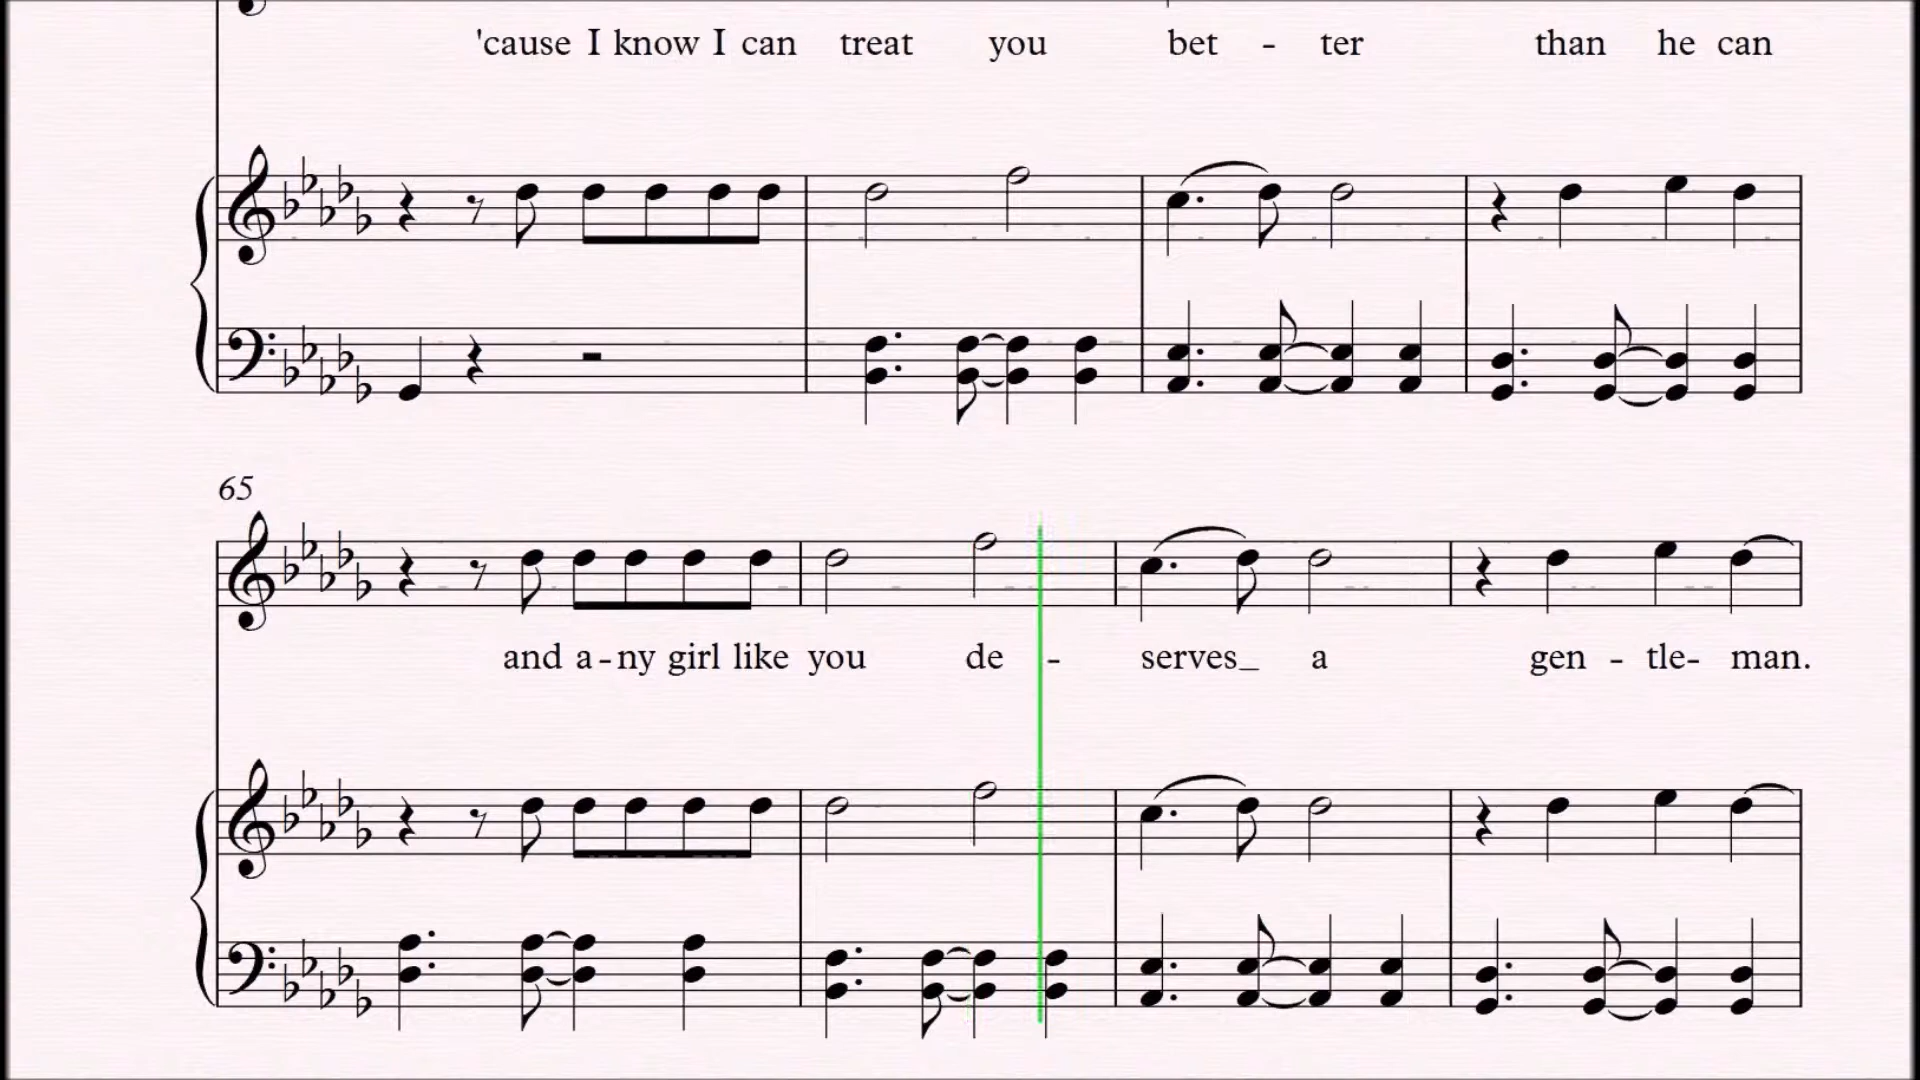 'cause I know I can treat you bet - ter than he can
65
and a - ny girl like you de - serves_ a gen - tle- man.